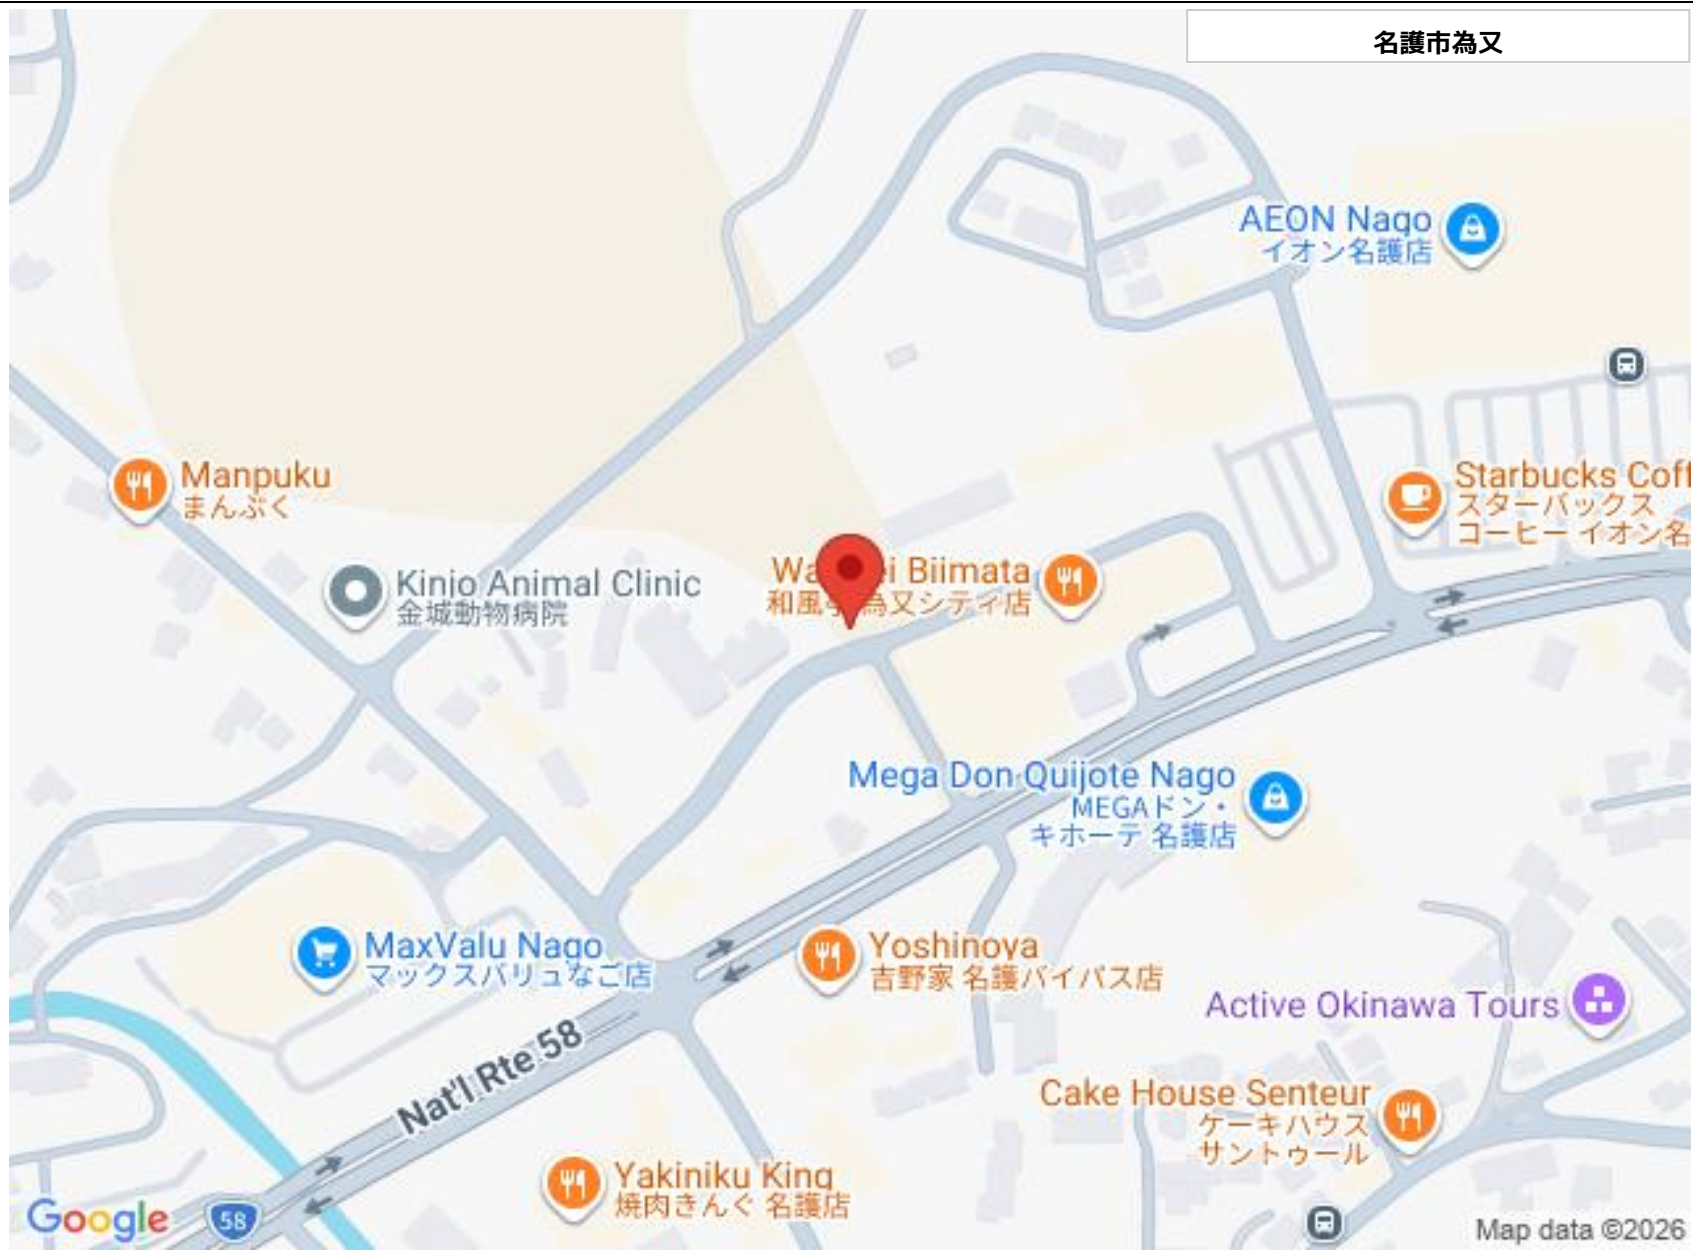 名護市為又
AEON Nago
イオン名護店
Manpuku
まんぷく
Starbucks Coff
スターバックス
コーヒー イオン名
Kinjo Animal Clinic
金城動物病院
Wa ei Biimata
和風亭 為又シティ店
Mega Don Quijote Nago
MEGAドン・
キホーテ 名護店
MaxValu Nago
マックスバリュなご店
Yoshinoya
吉野家 名護バイパス店
Active Okinawa Tours
Nat'l Rte 58
Cake House Senteur
ケーキハウス
サントゥール
Yakiniku King
焼肉きんぐ 名護店
Google
58
Map data ©2026